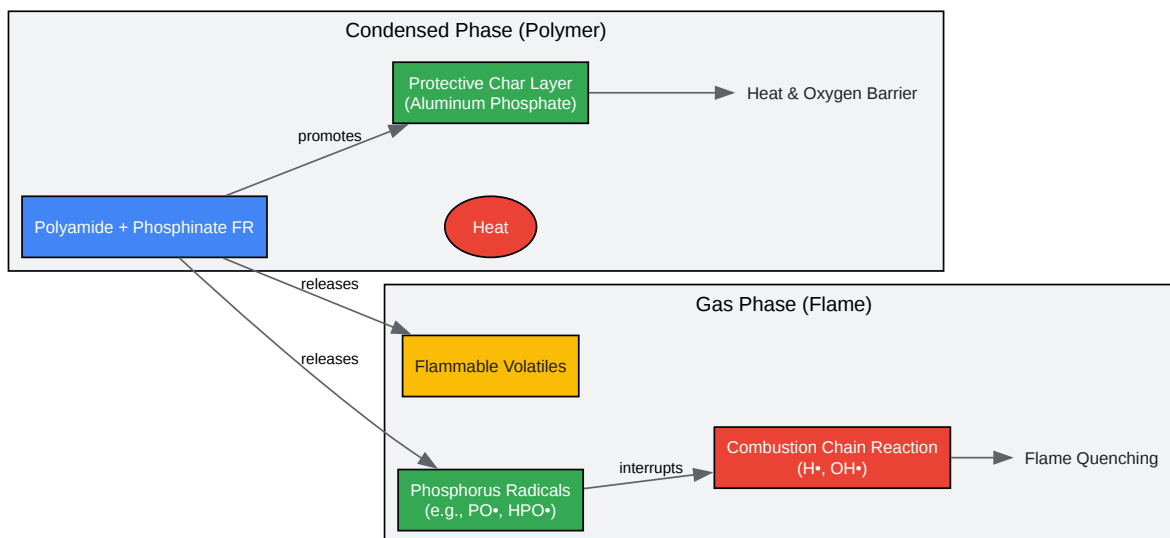 Condensed Phase (Polymer)
Protective Char Layer
(Aluminum Phosphate)
Heat & Oxygen Barrier
promotes
Polyamide + Phosphinate FR
Heat
releases
Gas Phase (Flame)
Flammable Volatiles
releases
Combustion Chain Reaction
(H•, OH•)
Flame Quenching
interrupts
Phosphorus Radicals
(e.g., PO•, HPO•)